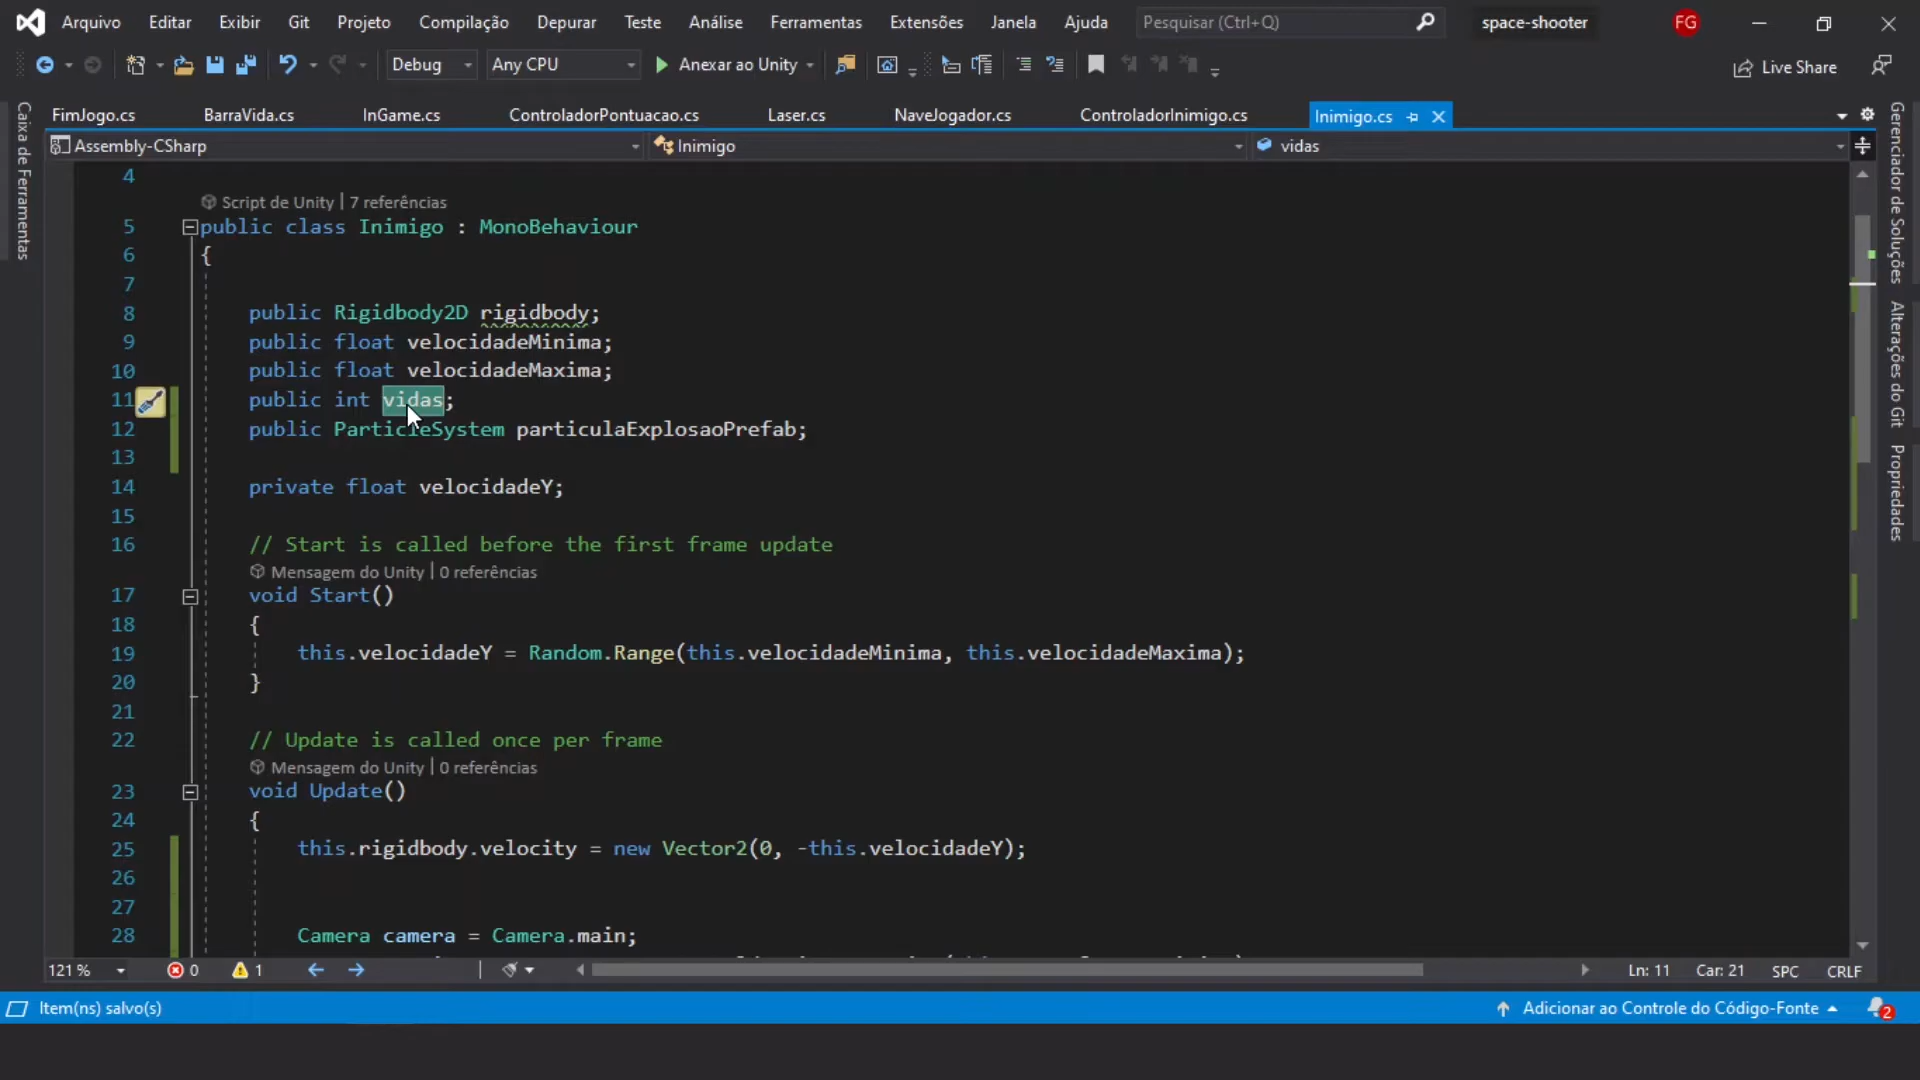 Arquivo Editar Exibir Git Projeto Compilação Depurar Teste Análise Ferramentas Extensões Janela Ajuda Pesquisar (Ctrl+Q) space-shooter FG
Debug Any CPU Anexar ao Unity Live Share
FimJogo.cs BarraVida.cs InGame.cs ControladorPontuacao.cs Laser.cs NaveJogador.cs ControladorInimigo.cs Inimigo.cs
Assembly-CSharp Inimigo vidas
Caixa de Ferramentas
Gerenciador de Soluções
Alterações do Git
Propriedades
4
Script de Unity | 7 referências
5 public class Inimigo : MonoBehaviour
6 {
7
8 public Rigidbody2D rigidbody;
9 public float velocidadeMinima;
10 public float velocidadeMaxima;
11 public int vidas;
12 public ParticleSystem particulaExplosaoPrefab;
13
14 private float velocidadeY;
15
16 // Start is called before the first frame update
Mensagem do Unity | 0 referências
17 void Start()
18 {
19 this.velocidadeY = Random.Range(this.velocidadeMinima, this.velocidadeMaxima);
20 }
21
22 // Update is called once per frame
Mensagem do Unity | 0 referências
23 void Update()
24 {
25 this.rigidbody.velocity = new Vector2(0, -this.velocidadeY);
26
27
28 Camera camera = Camera.main;
121 % 0 1 Ln: 11 Car: 21 SPC CRLF
Item(ns) salvo(s) Adicionar ao Controle do Código-Fonte 2